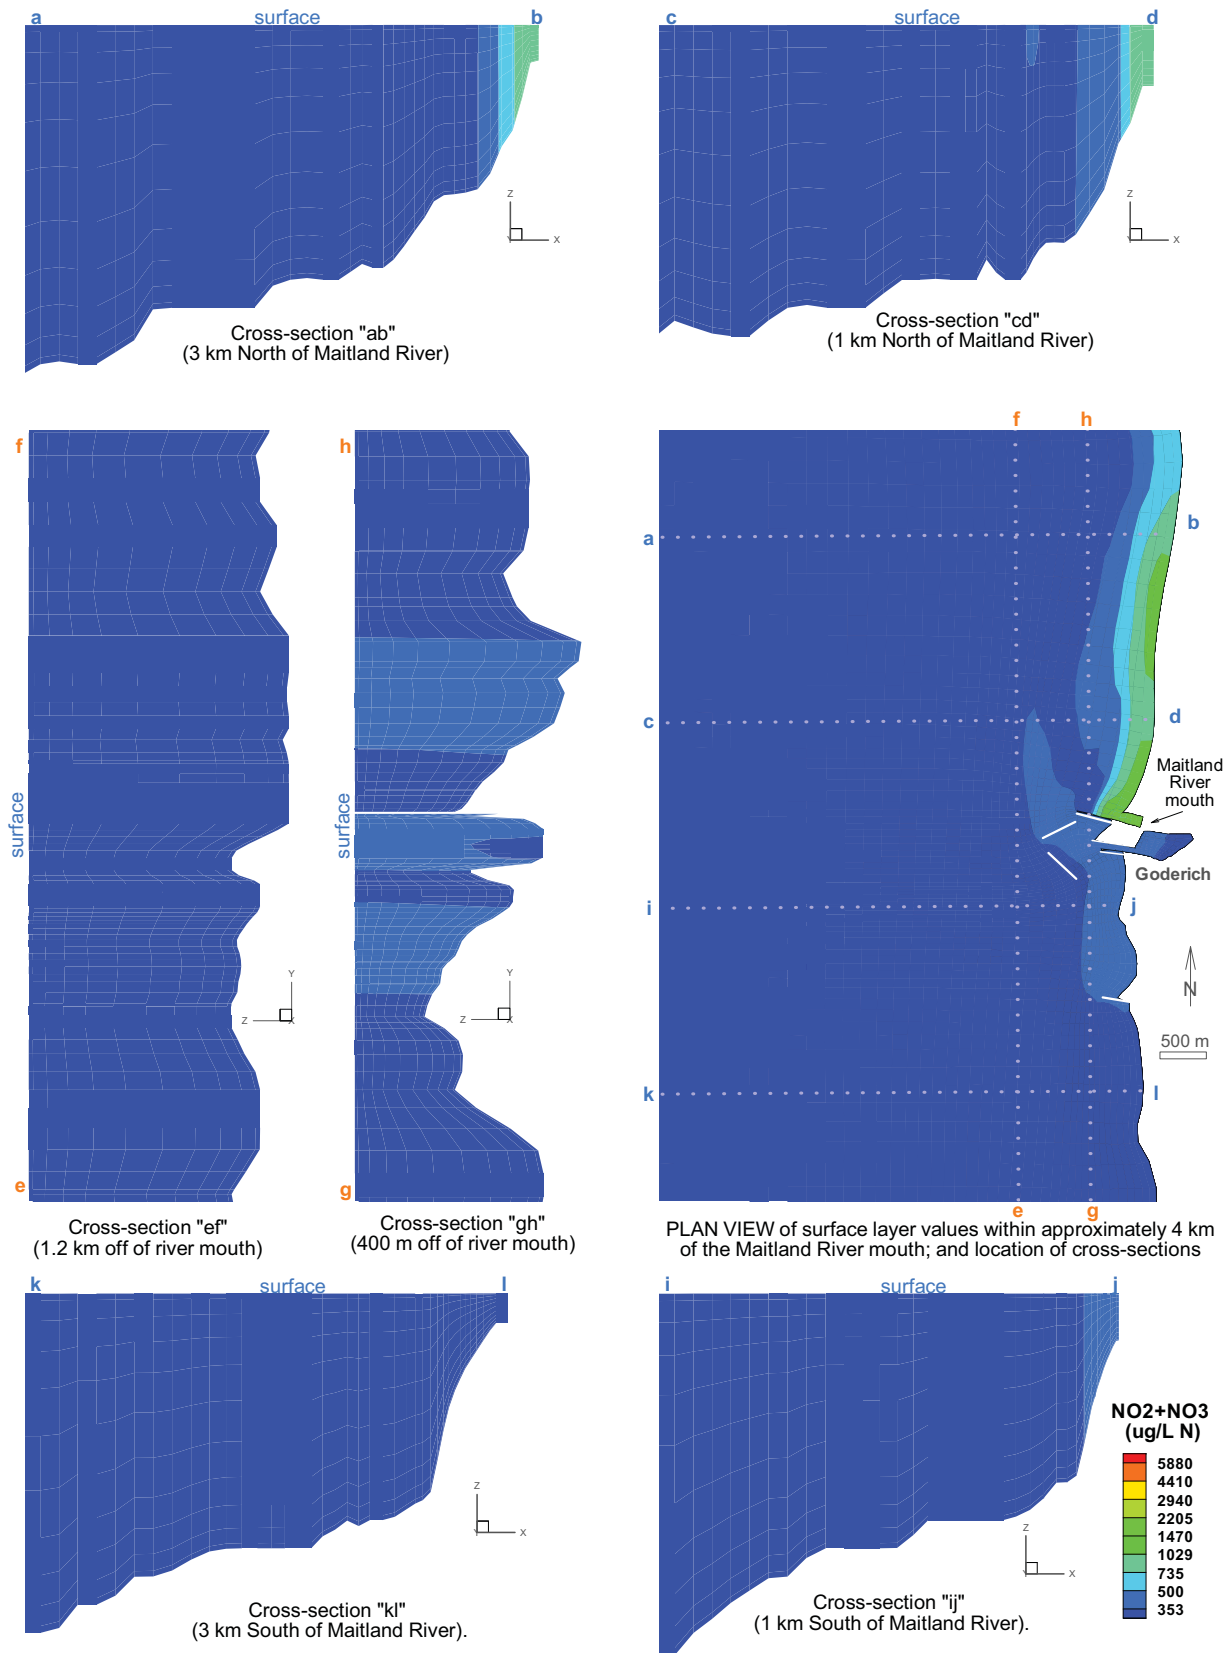 a surface b
Z
X
Y
Cross-section "ab"
(3 km North of Maitland River)
c surface d
Z
X
Y
Cross-section "cd"
(1 km North of Maitland River)
f
surface
e
Y
Z
X
Cross-section "ef"
(1.2 km off of river mouth)
h
surface
g
Y
Z
X
Cross-section "gh"
(400 m off of river mouth)
f h
a b
c d
Maitland
River
mouth
Goderich
i j
N
500 m
k l
e g
PLAN VIEW of surface layer values within approximately 4 km
of the Maitland River mouth; and location of cross-sections
k surface l
Z
X
Y
Cross-section "kl"
(3 km South of Maitland River).
i surface j
Z
X
Y
Cross-section "ij"
(1 km South of Maitland River).
NO2+NO3
(ug/L N)
5880
4410
2940
2205
1470
1029
735
500
353